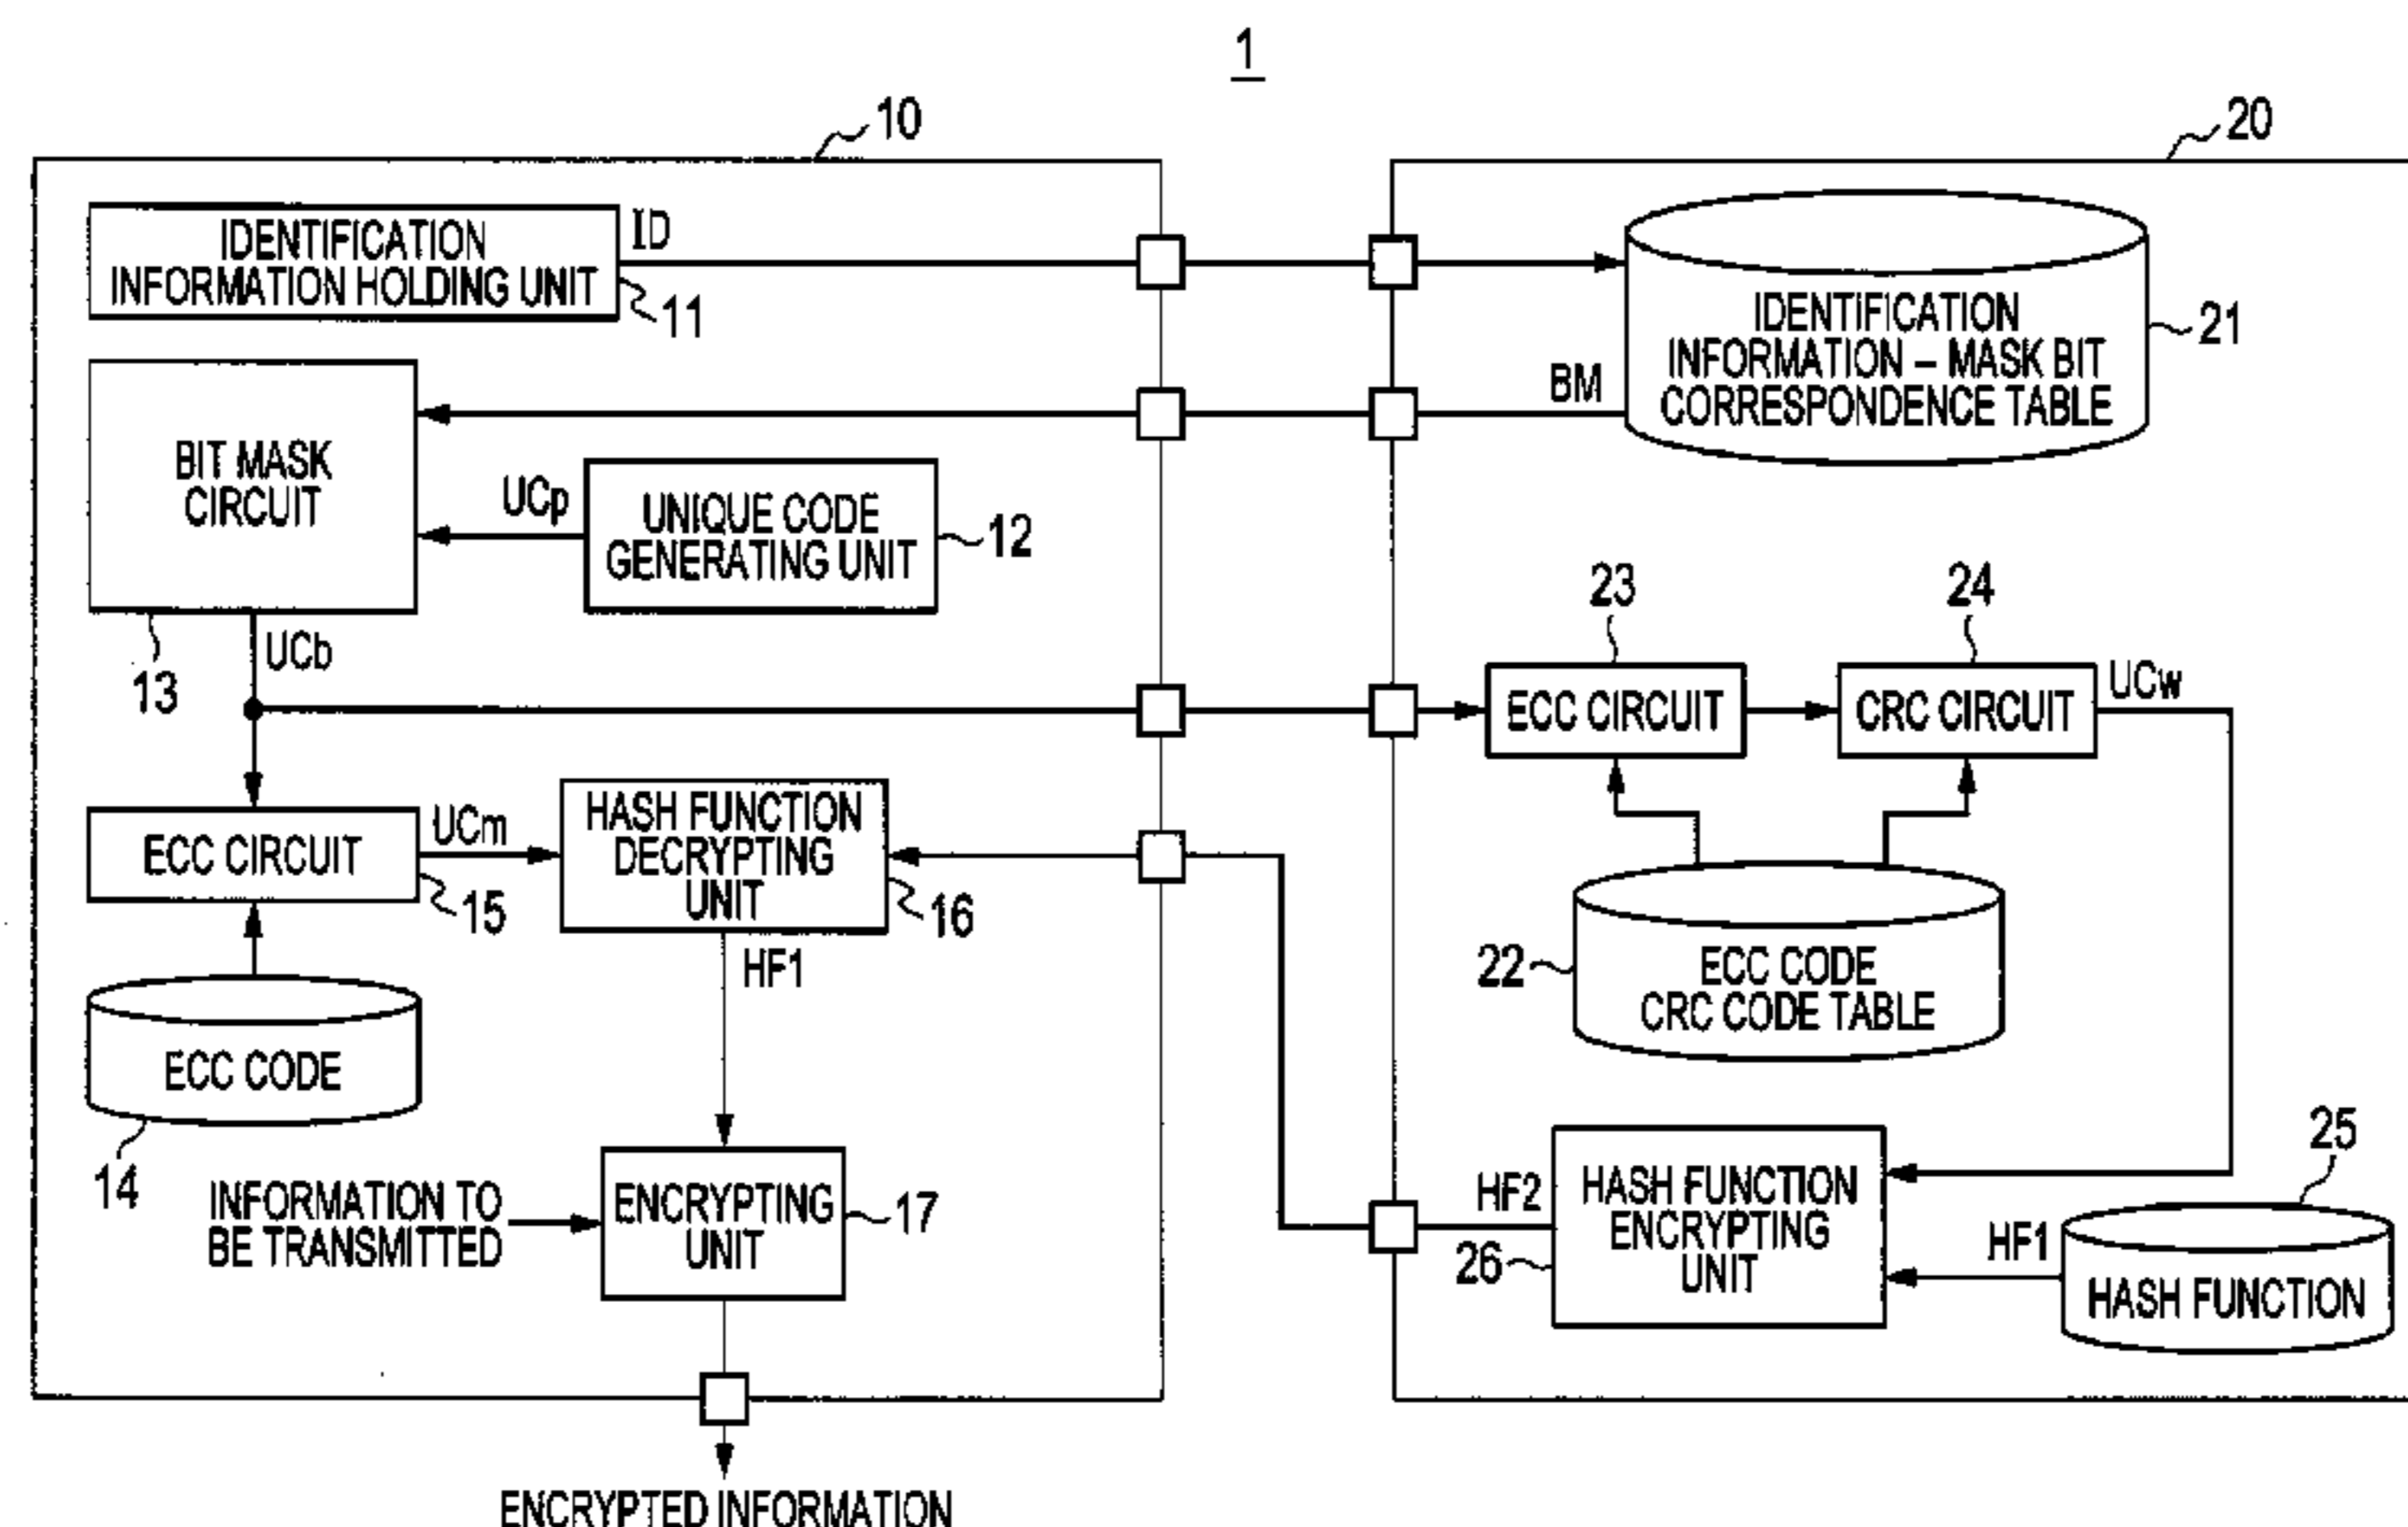 1
10
20
IDENTIFICATION
INFORMATION HOLDING UNIT
ID
11
IDENTIFICATION
INFORMATION – MASK BIT
CORRESPONDENCE TABLE
21
BM
BIT MASK
CIRCUIT
UCp
UNIQUE CODE
GENERATING UNIT
12
13
UCb
23
24
ECC CIRCUIT
CRC CIRCUIT
UCw
ECC CIRCUIT
UCm
15
HASH FUNCTION
DECRYPTING
UNIT
16
HF1
22
ECC CODE
CRC CODE TABLE
ECC CODE
14
INFORMATION TO
BE TRANSMITTED
ENCRYPTING
UNIT
17
HF2
26
HASH FUNCTION
ENCRYPTING
UNIT
25
HF1
HASH FUNCTION
ENCRYPTED INFORMATION